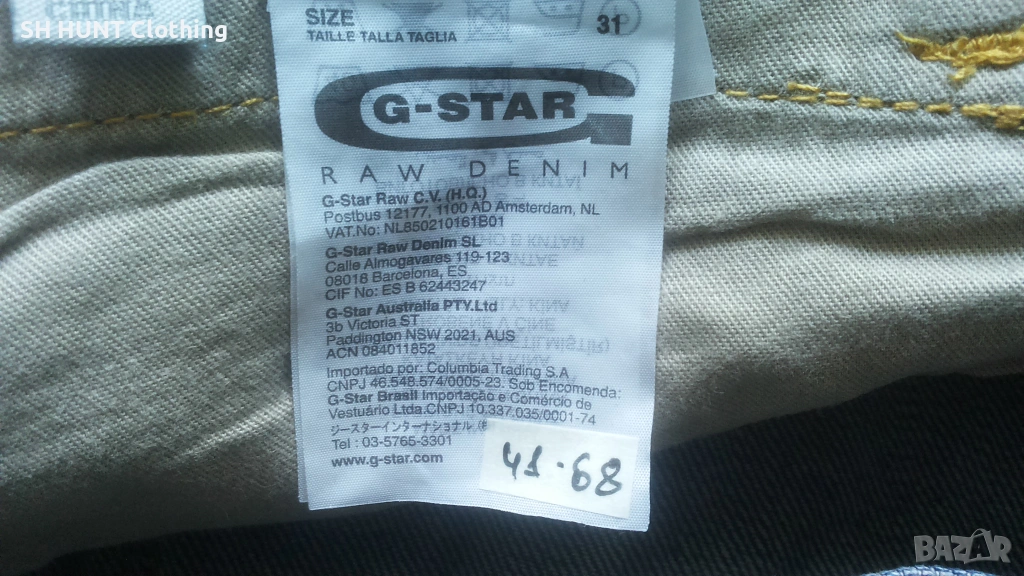 CHINA
SH HUNT Clothing
SIZE
TAILLE TALLA TAGLIA
31
G-STAR
RAW DENIM
G-Star Raw C.V. (H.Q.)
Postbus 12177, 1100 AD Amsterdam, NL
VAT.No: NL850210161B01
G-Star Raw Denim SL
Calle Almogavares 119-123
08018 Barcelona, ES
CIF No: ES B 62443247
G-Star Australia PTY.Ltd
3b Victoria ST
Paddington NSW 2021, AUS
ACN 084011852
Importado por: Columbia Trading S.A.
CNPJ 46.548.574/0005-23. Sob Encomenda:
G-Star Brasil Importação e Comércio de
Vestuário Ltda.CNPJ 10.337.035/0001-74
ジースターインターナショナル
Tel : 03-5765-3301
www.g-star.com
41-68
BAZAR